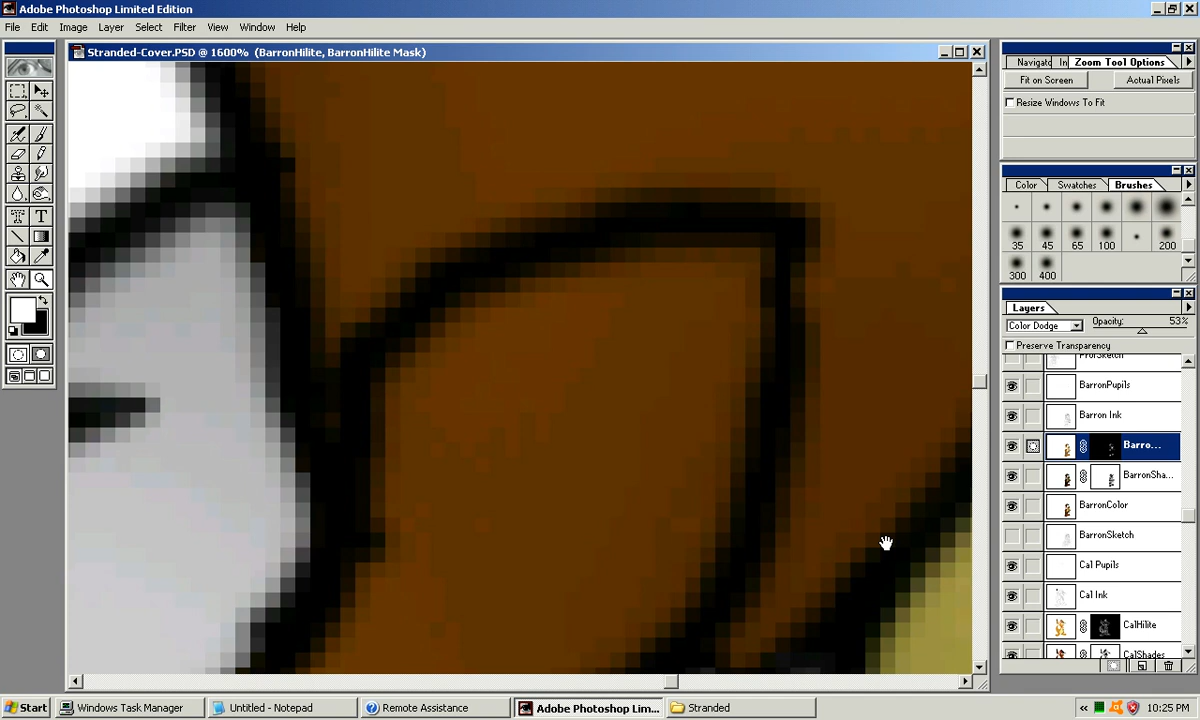 Adobe Photoshop Limited Edition
File Edit Image Layer Select Filter View Window Help
Stranded-Cover.PSD @ 1600% (BarronHilite, BarronHilite Mask)
Navigatc In Zoom Tool Options
Fit on Screen Actual Pixels
Resize Windows To Fit
Color Swatches Brushes
35 45 65 100 200
300 400
Layers
Color Dodge Opacity: 53%
Preserve Transparency
ProfSketch
BarronPupils
Barron Ink
Barro...
BarronSha...
BarronColor
BarronSketch
Cal Pupils
Cal Ink
CalHilite
CalShades
Start Windows Task Manager Untitled - Notepad Remote Assistance Adobe Photoshop Lim... Stranded « 10:25 PM